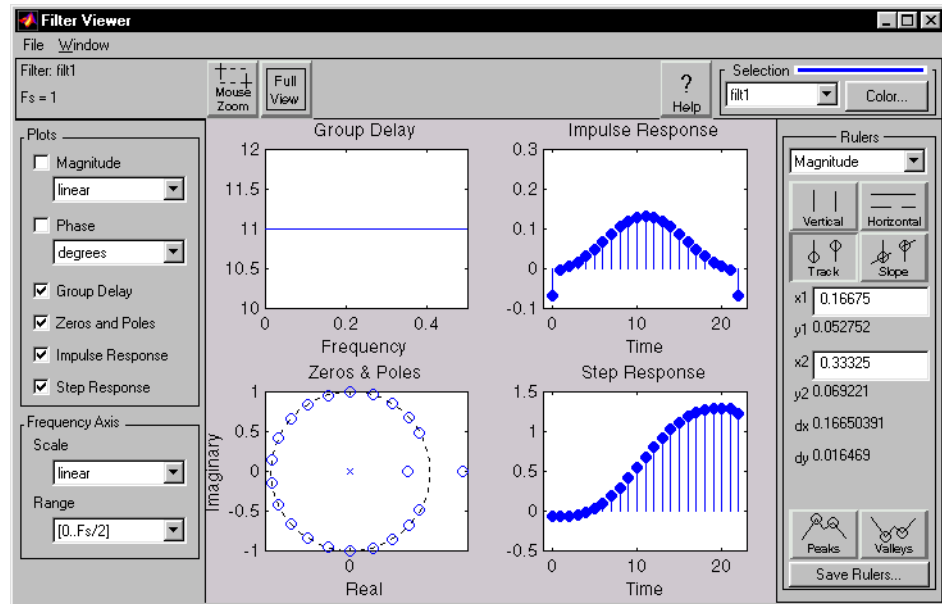 Filter Viewer
File Window
Filter: filt1
Fs = 1
Mouse
Zoom
Full
View
?
Help
Selection
filt1
Color...
Plots
Magnitude
linear
Phase
degrees
Group Delay
Zeros and Poles
Impulse Response
Step Response
Frequency Axis
Scale
linear
Range
[0..Fs/2]
Group Delay
12
11.5
11
10.5
10
0 0.2 0.4
Frequency
Impulse Response
0.3
0.2
0.1
0
-0.1
0 10 20
Time
Zeros & Poles
Imaginary
1
0.5
0
-0.5
-1
0
Real
Step Response
1.5
1
0.5
0
-0.5
0 10 20
Time
Rulers
Magnitude
Vertical
Horizontal
Track
Slope
x1 0.16675
y1 0.052752
x2 0.33325
y2 0.069221
dx 0.16650391
dy 0.016469
Peaks
Valleys
Save Rulers...